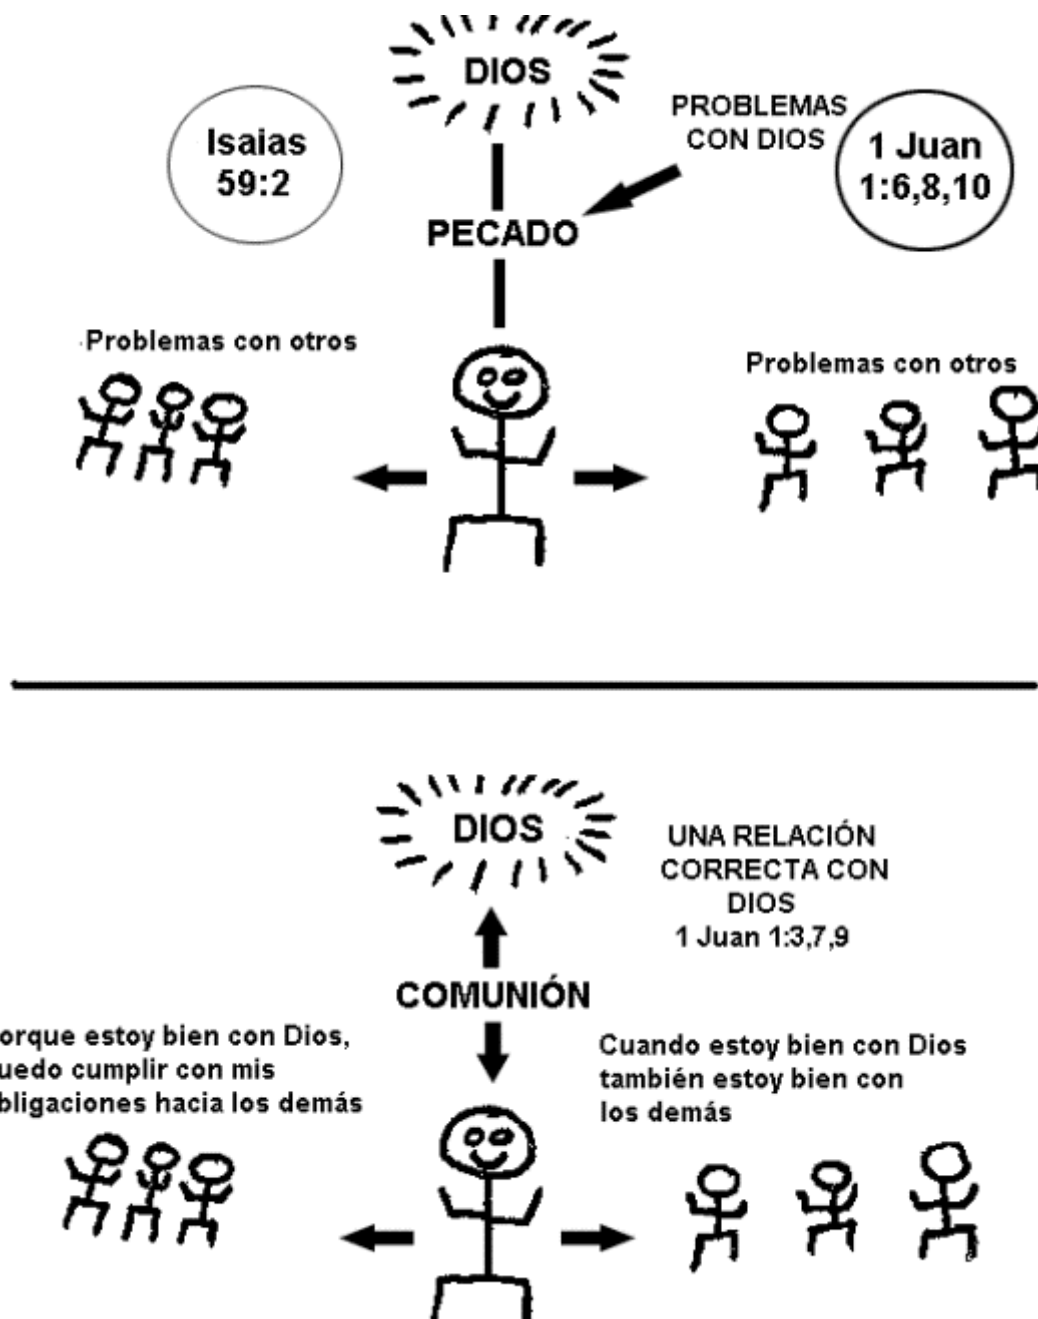 DIOS
PROBLEMAS
CON DIOS
Isaias
59:2
1 Juan
1:6,8,10
PECADO
Problemas con otros
Problemas con otros
DIOS
UNA RELACIÓN
CORRECTA CON
DIOS
1 Juan 1:3,7,9
COMUNIÓN
orque estoy bien con Dios,
uedo cumplir con mis
bligaciones hacia los demás
Cuando estoy bien con Dios
también estoy bien con
los demás